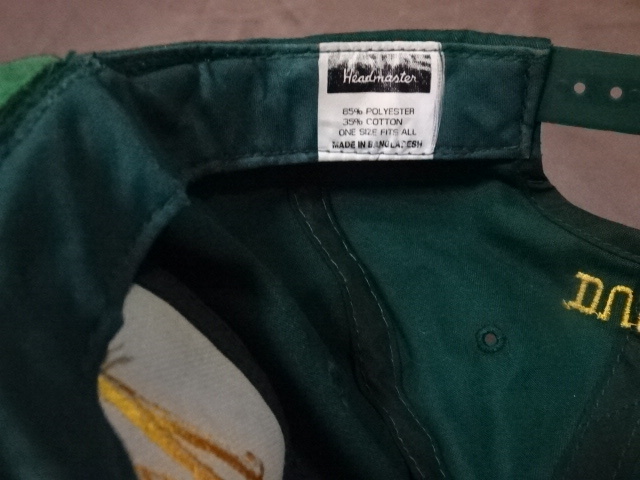 Headmaster
65% POLYESTER
35% COTTON
ONE SIZE FITS ALL
MADE IN BANGLADESH